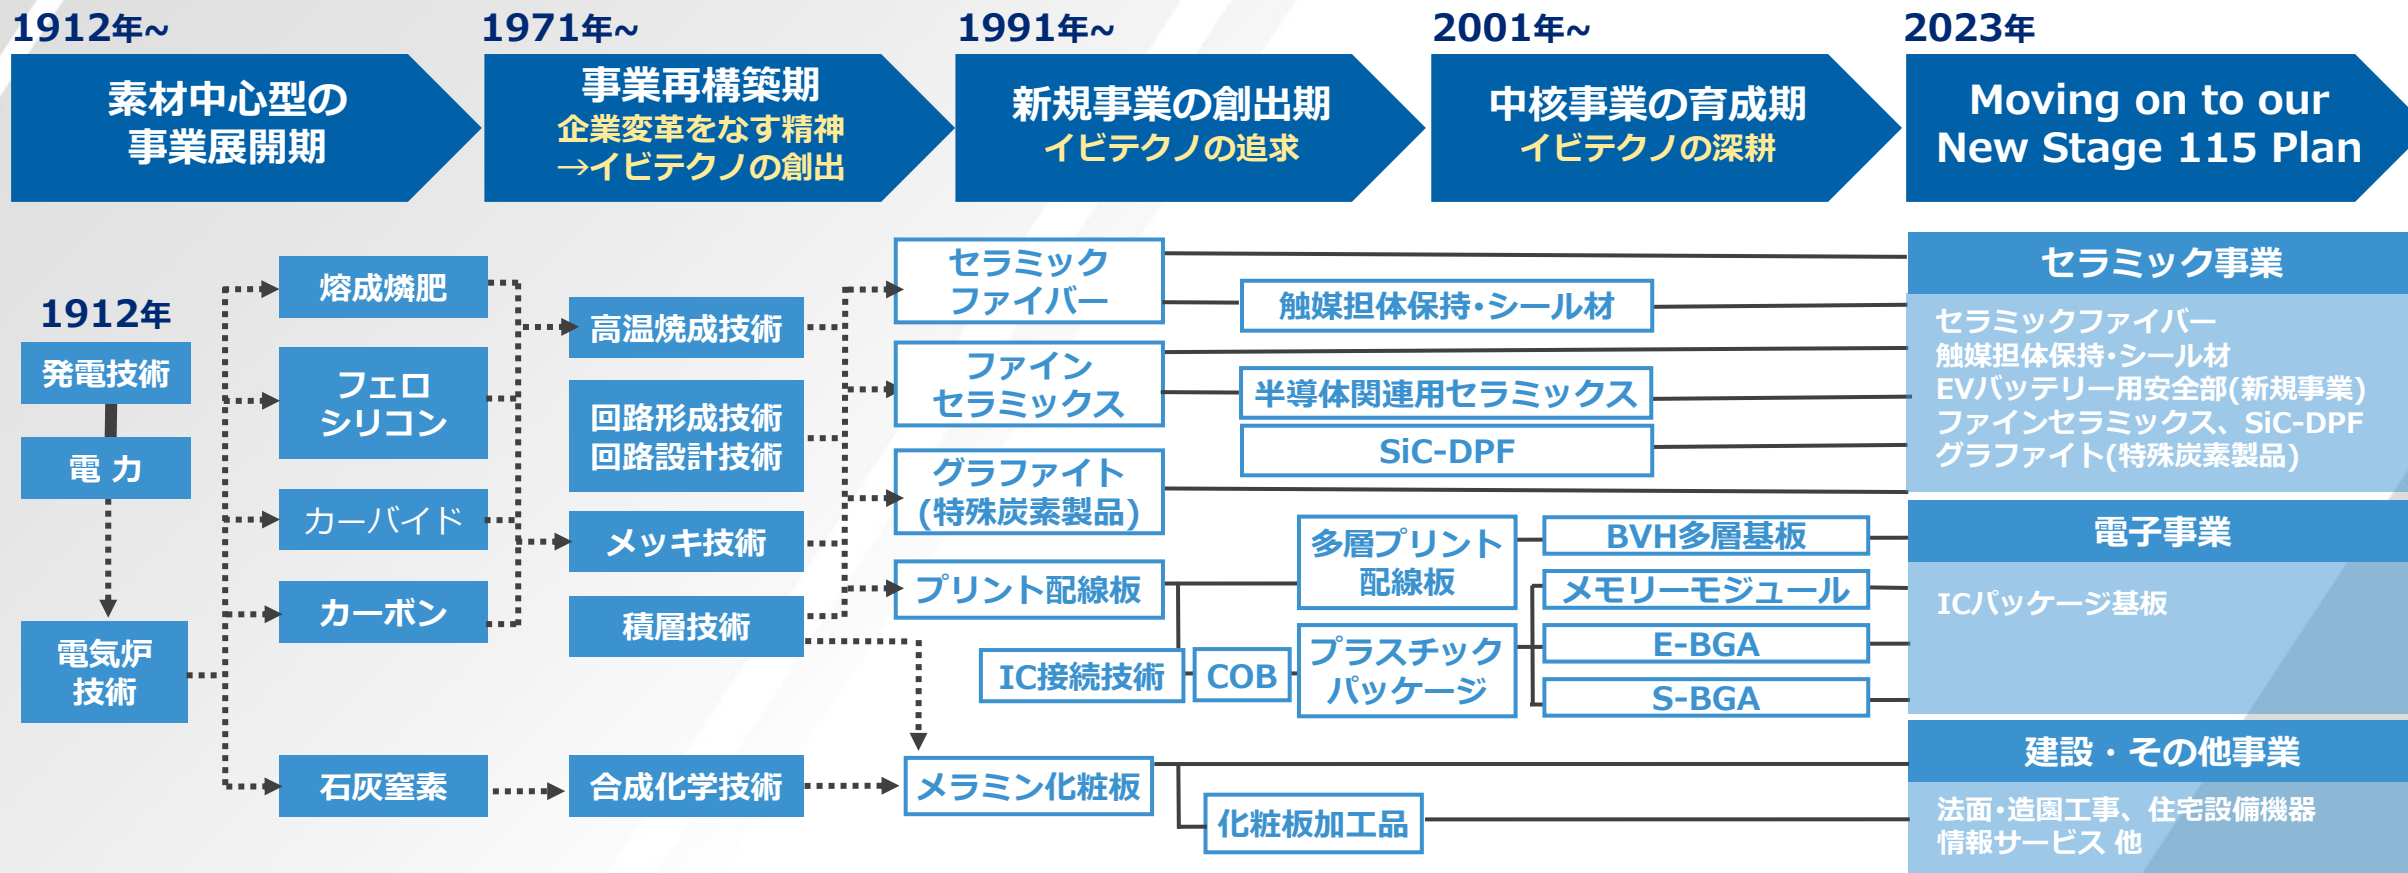 1912年~
素材中心型の
事業展開期
1971年~
事業再構築期
企業変革をなす精神
→イビテクノの創出
1991年~
新規事業の創出期
イビテクノの追求
2001年~
中核事業の育成期
イビテクノの深耕
2023年
Moving on to our
New Stage 115 Plan
1912年
発電技術
電 力
電気炉
技術
熔成燐肥
フェロ
シリコン
カーバイド
カーボン
石灰窒素
高温焼成技術
回路形成技術
回路設計技術
メッキ技術
積層技術
合成化学技術
セラミック
ファイバー
ファイン
セラミックス
グラファイト
(特殊炭素製品)
プリント配線板
IC接続技術
COB
メラミン化粧板
化粧板加工品
触媒担体保持・シール材
半導体関連用セラミックス
SiC-DPF
多層プリント
配線板
プラスチック
パッケージ
BVH多層基板
メモリーモジュール
E-BGA
S-BGA
セラミック事業
セラミックファイバー
触媒担体保持・シール材
EVバッテリー用安全部(新規事業)
ファインセラミックス、SiC-DPF
グラファイト(特殊炭素製品)
電子事業
ICパッケージ基板
建設・その他事業
法面・造園工事、住宅設備機器
情報サービス 他